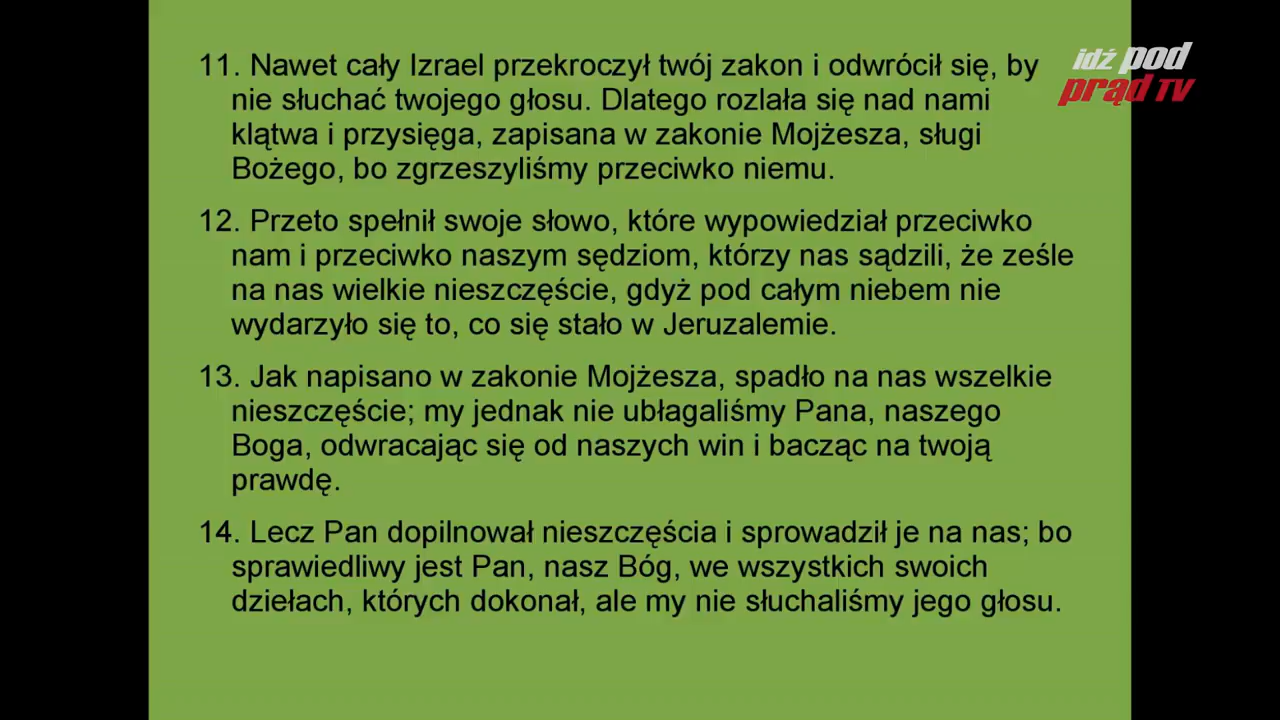 11. Nawet cały Izrael przekroczył twój zakon i odwrócił się, by
nie słuchać twojego głosu. Dlatego rozlała się nad nami
klątwa i przysięga, zapisana w zakonie Mojżesza, sługi
Bożego, bo zgrzeszyliśmy przeciwko niemu.
12. Przeto spełnił swoje słowo, które wypowiedział przeciwko
nam i przeciwko naszym sędziom, którzy nas sądzili, że ześle
na nas wielkie nieszczęście, gdyż pod całym niebem nie
wydarzyło się to, co się stało w Jeruzalemie.
13. Jak napisano w zakonie Mojżesza, spadło na nas wszelkie
nieszczęście; my jednak nie ubłagaliśmy Pana, naszego
Boga, odwracając się od naszych win i bacząc na twoją
prawdę.
14. Lecz Pan dopilnował nieszczęścia i sprowadził je na nas; bo
sprawiedliwy jest Pan, nasz Bóg, we wszystkich swoich
dziełach, których dokonał, ale my nie słuchaliśmy jego głosu.
idź pod
prąd TV